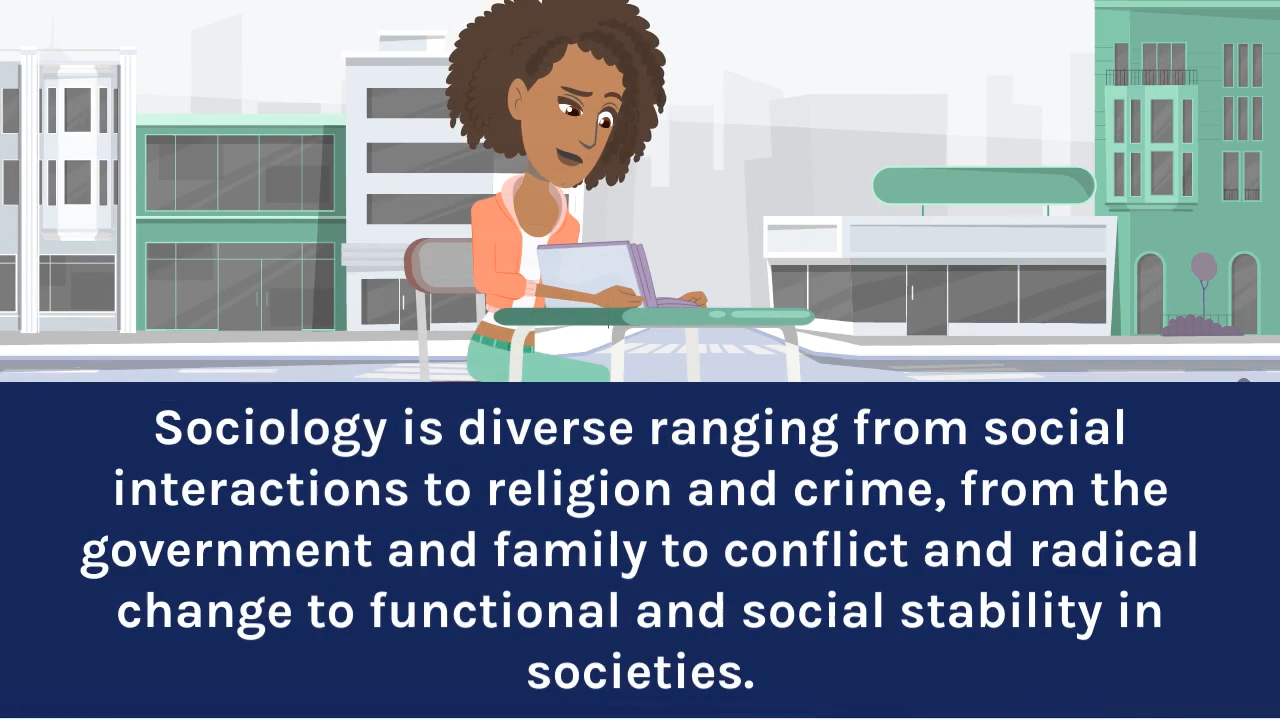 Sociology is diverse ranging from social
interactions to religion and crime, from the
government and family to conflict and radical
change to functional and social stability in
societies.